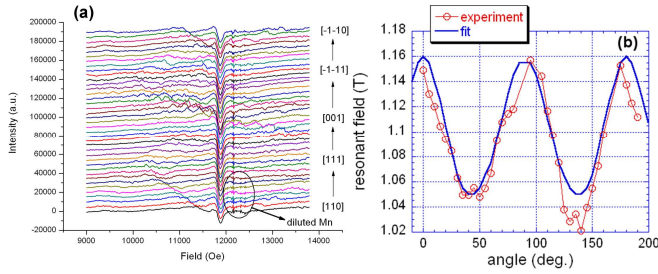 (a)
Intensity (a.u.)
200000
180000
160000
140000
120000
100000
80000
60000
40000
20000
0
-20000
[-1-10]
[-1-11]
[001]
[111]
[110]
diluted Mn
9000 10000 11000 12000 13000 14000
Field (Oe)
experiment
fit
(b)
resonant field (T)
1.18
1.16
1.14
1.12
1.1
1.08
1.06
1.04
1.02
0 50 100 150 200
angle (deg.)